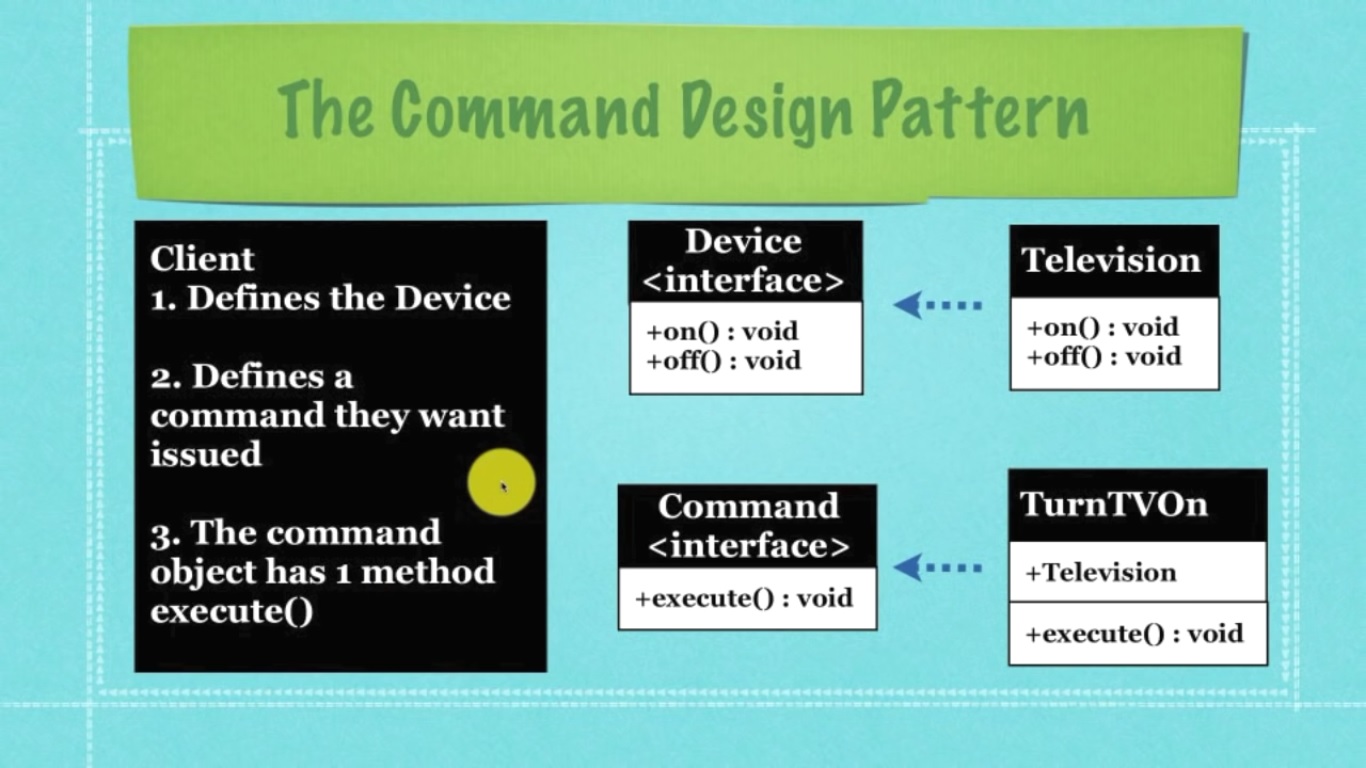 The Command Design Pattern
Client
1. Defines the Device
2. Defines a
command they want
issued
3. The command
object has 1 method
execute()
Device
<interface>
+on() : void
+off() : void
Television
+on() : void
+off() : void
Command
<interface>
+execute() : void
TurnTVOn
+Television
+execute() : void